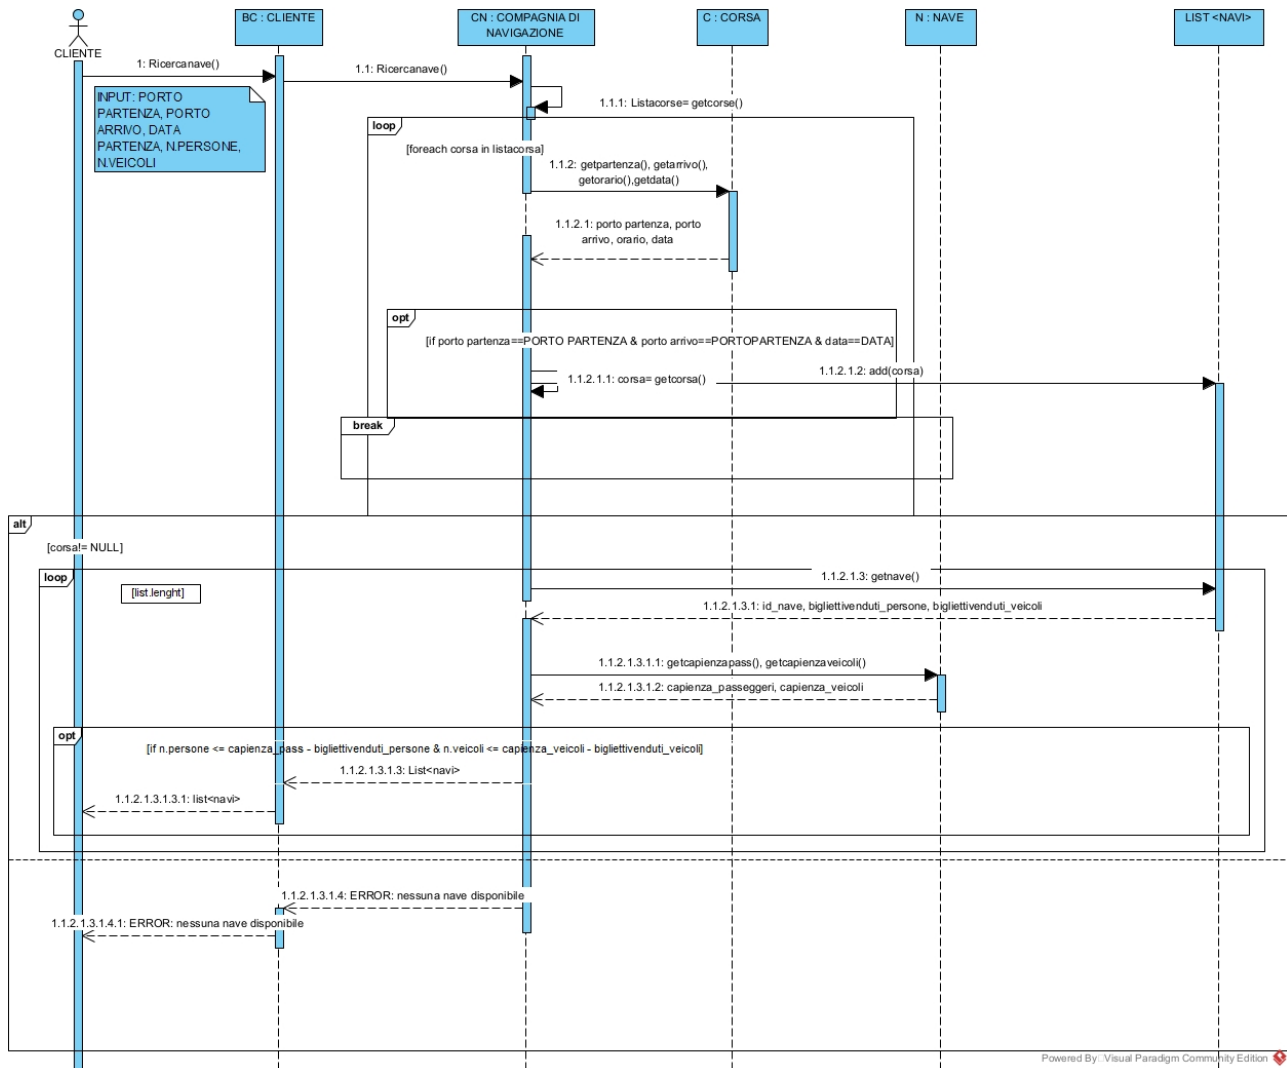 CLIENTE
BC : CLIENTE
CN : COMPAGNIA DI
NAVIGAZIONE
C : CORSA
N : NAVE
LIST <NAVI>
1: Ricercanave()
1.1: Ricercanave()
INPUT: PORTO
PARTENZA, PORTO
ARRIVO, DATA
PARTENZA, N.PERSONE,
N.VEICOLI
1.1.1: Listacorse= getcorse()
loop
[foreach corsa in listacorsa]
1.1.2: getpartenza(), getarrivo(),
getorario(),getdata()
1.1.2.1: porto partenza, porto
arrivo, orario, data
opt
[if porto partenza==PORTO PARTENZA & porto arrivo==PORTOPARTENZA & data==DATA]
1.1.2.1.1: corsa= getcorsa()
1.1.2.1.2: add(corsa)
break
alt
[corsa!= NULL]
loop
[list.lenght]
1.1.2.1.3: getnave()
1.1.2.1.3.1: id_nave, bigliettivenduti_persone, bigliettivenduti_veicoli
1.1.2.1.3.1.1: getcapienzapass(), getcapienzaveicoli()
1.1.2.1.3.1.2: capienza_passeggeri, capienza_veicoli
opt
[if n.persone <= capienza_pass - bigliettivenduti_persone & n.veicoli <= capienza_veicoli - bigliettivenduti_veicoli]
1.1.2.1.3.1.3: List<navi>
1.1.2.1.3.1.3.1: list<navi>
1.1.2.1.3.1.4: ERROR: nessuna nave disponibile
1.1.2.1.3.1.4.1: ERROR: nessuna nave disponibile
Powered By Visual Paradigm Community Edition